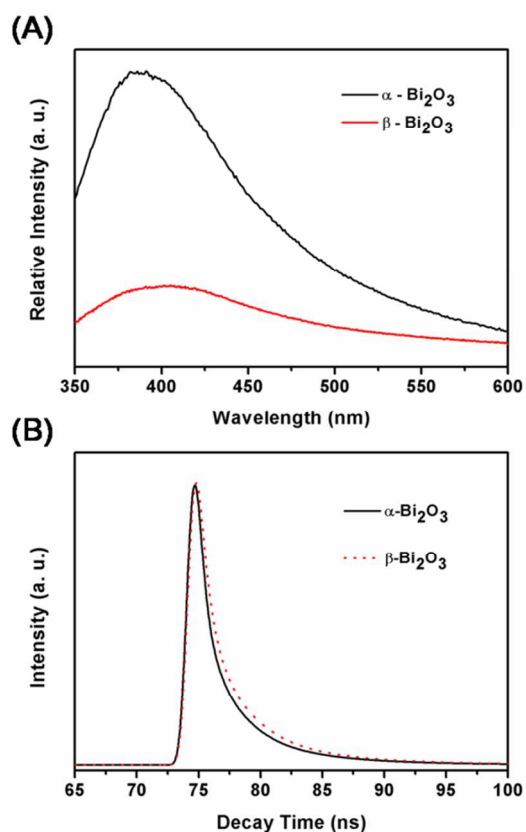 (A)
Relative Intensity (a. u.)
α - Bi2O3
β - Bi2O3
350 400 450 500 550 600
Wavelength (nm)
(B)
Intensity (a. u.)
α-Bi2O3
β-Bi2O3
65 70 75 80 85 90 95 100
Decay Time (ns)